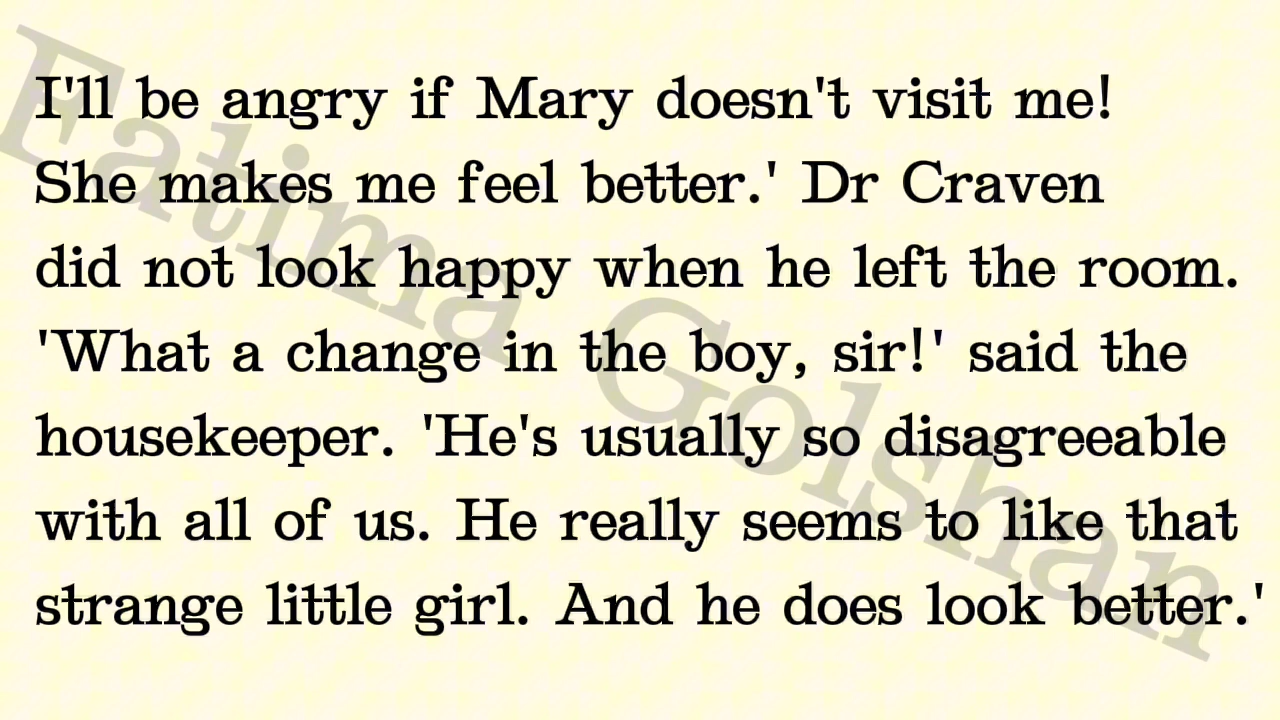 I'll be angry if Mary doesn't visit me!
She makes me feel better.' Dr Craven
did not look happy when he left the room.
'What a change in the boy, sir!' said the
housekeeper. 'He's usually so disagreeable
with all of us. He really seems to like that
strange little girl. And he does look better.'
Fatima Golshan